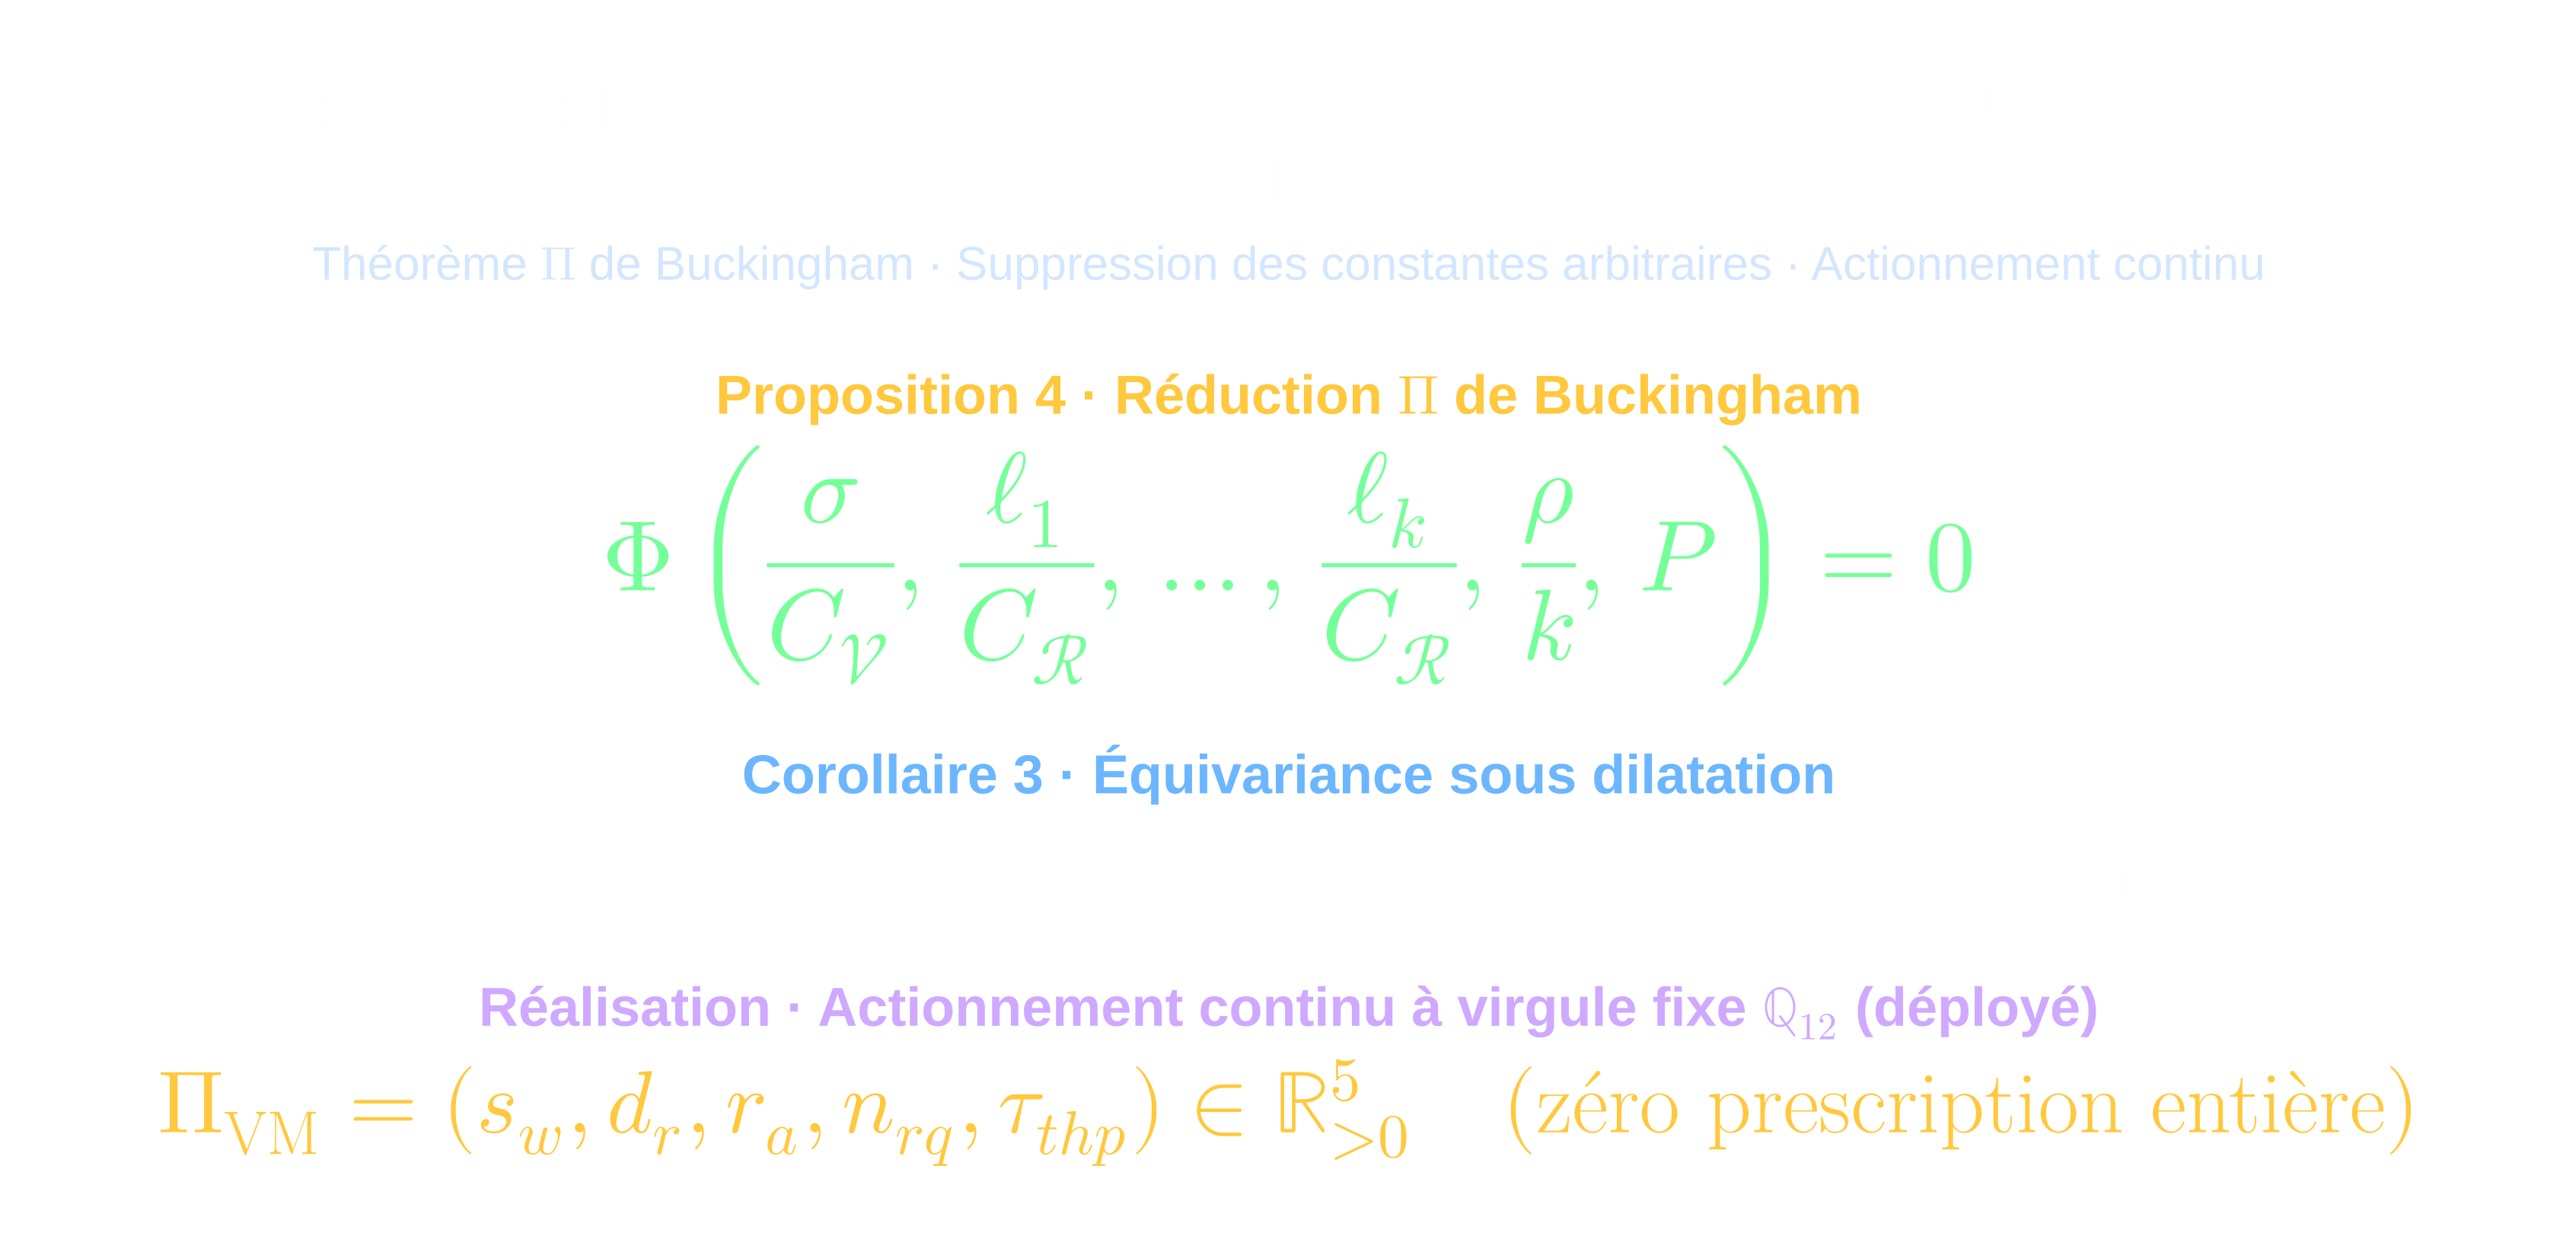 Théorème Π de Buckingham · Suppression des constantes arbitraires · Actionnement continu
Proposition 4 · Réduction Π de Buckingham
Φ ( σ/C_𝒱, ℓ_1/C_ℛ, …, ℓ_k/C_ℛ, ρ/k, P ) = 0
Corollaire 3 · Équivariance sous dilatation
Réalisation · Actionnement continu à virgule fixe ℚ_12 (déployé)
Π_VM = (s_w, d_r, r_a, n_rq, τ_thp) ∈ ℝ^5_>0 (zéro prescription entière)